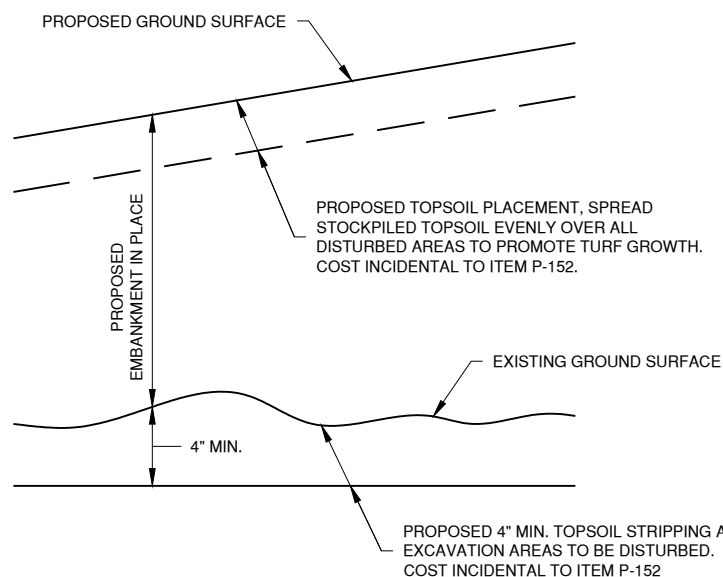 PROPOSED GROUND SURFACE
PROPOSED TOPSOIL PLACEMENT, SPREAD
STOCKPILED TOPSOIL EVENLY OVER ALL
DISTURBED AREAS TO PROMOTE TURF GROWTH.
COST INCIDENTAL TO ITEM P-152.
PROPOSED
EMBANKMENT IN PLACE
EXISTING GROUND SURFACE
4" MIN.
PROPOSED 4" MIN. TOPSOIL STRIPPING
EXCAVATION AREAS TO BE DISTURBED.
COST INCIDENTAL TO ITEM P-152